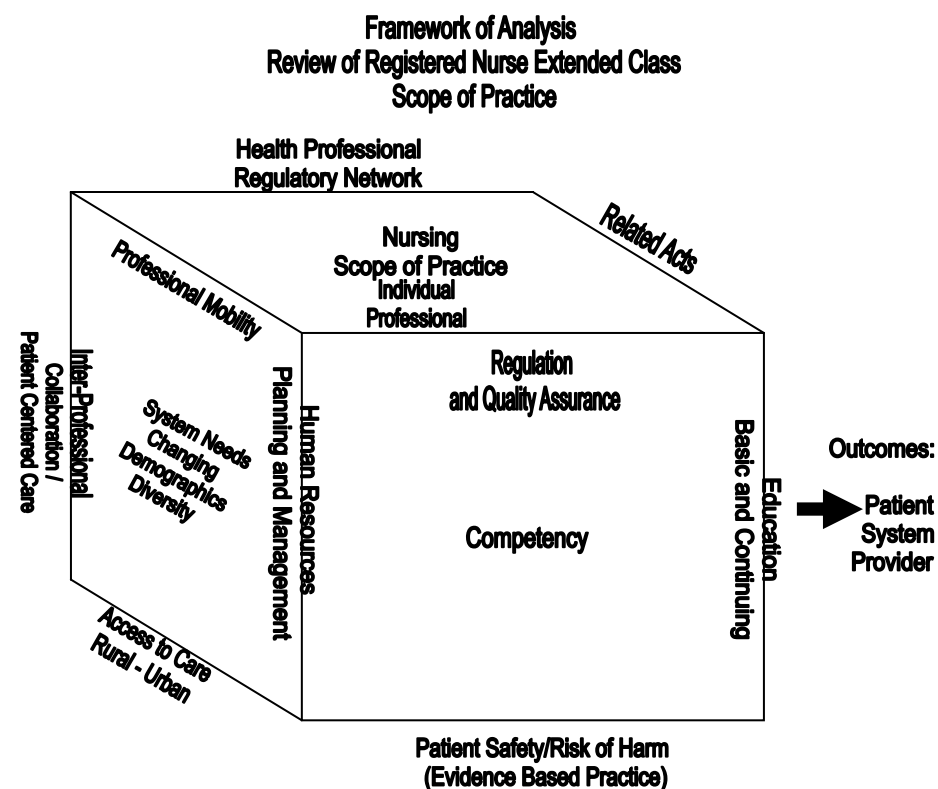 Framework of Analysis
Review of Registered Nurse Extended Class
Scope of Practice
Health Professional
Regulatory Network
Related Acts
Nursing
Scope of Practice
Individual
Professional
Professional Mobility
Regulation
and Quality Assurance
Inter-Professional
Collaboration /
Patient Centered Care
System Needs
Changing
Demographics
Diversity
Human Resources
Planning and Management
Competency
Education
Basic and Continuing
Outcomes:
Patient
System
Provider
Access to Care
Rural - Urban
Patient Safety/Risk of Harm
(Evidence Based Practice)